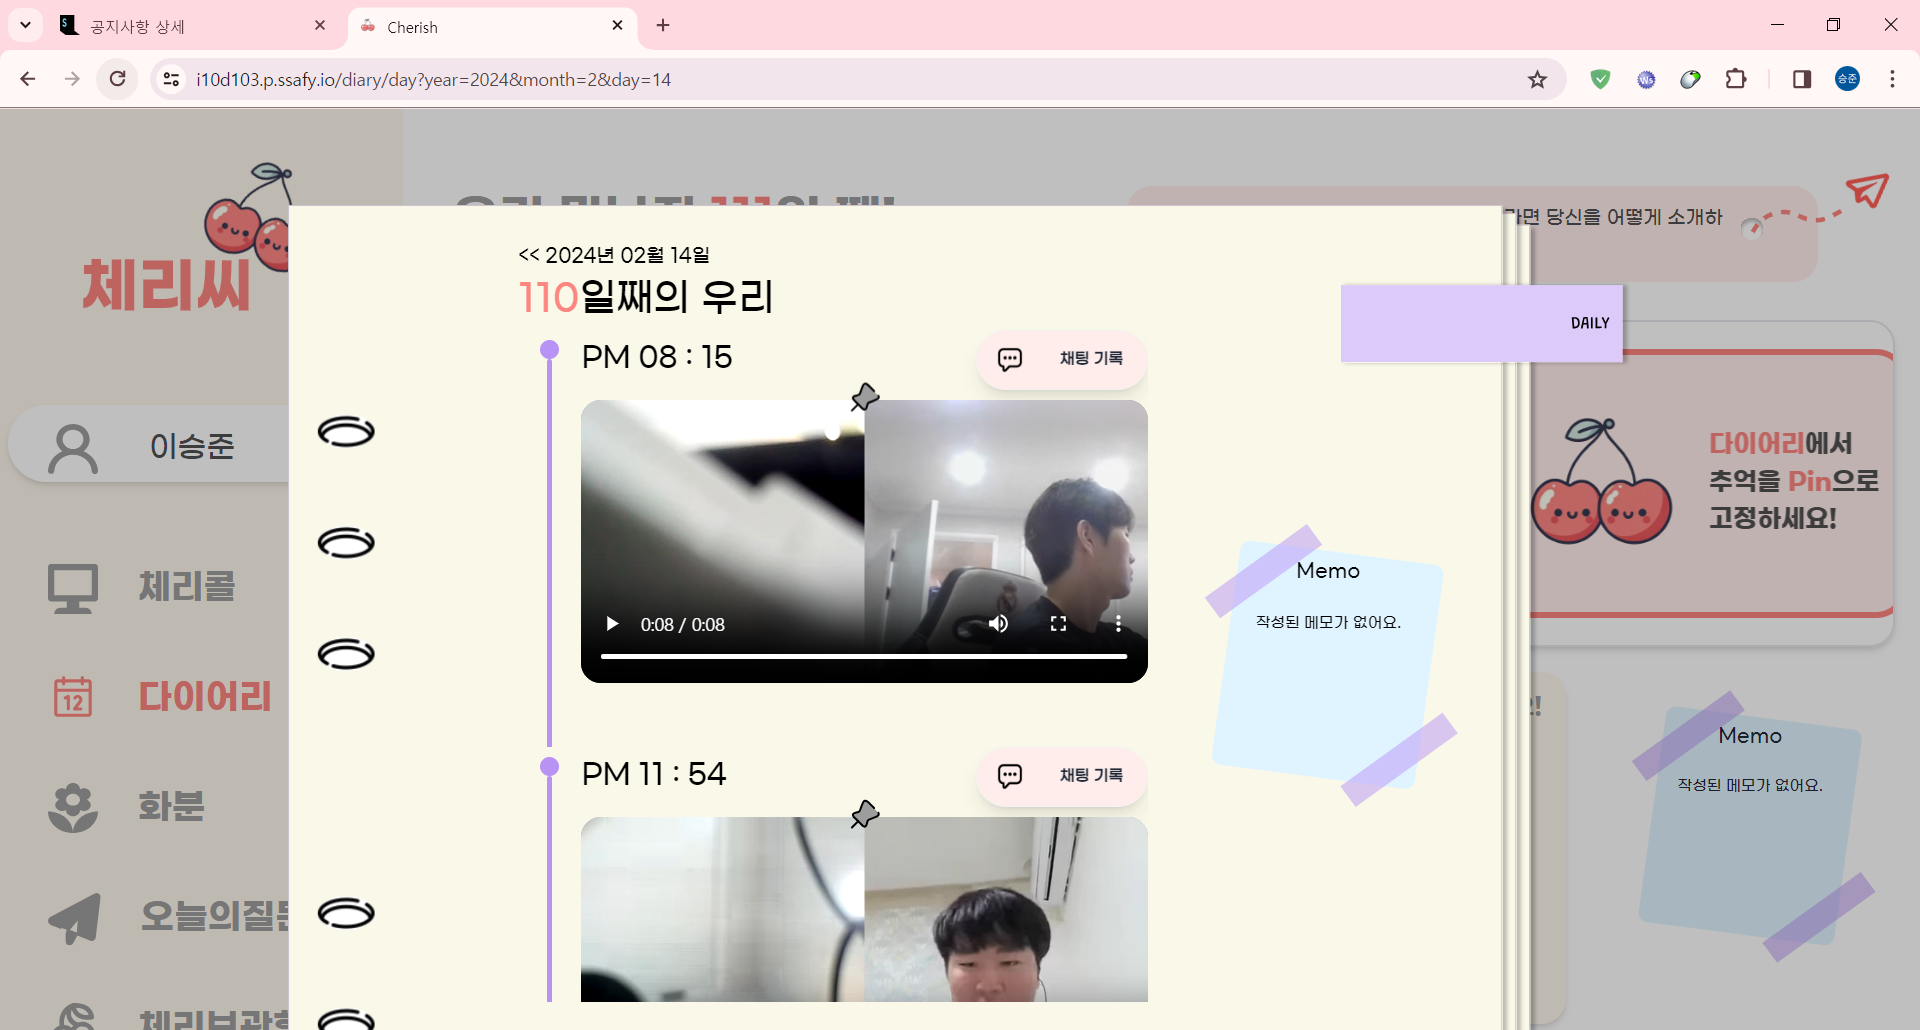 공지사항 상세
Cherish
i10d103.p.ssafy.io/diary/day?year=2024&month=2&day=14
승준
체리씨
111
라면 당신을 어떻게 소개하
<< 2024년 02월 14일
110일째의 우리
DAILY
PM 08 : 15
채팅 기록
이승준
다이어리에서
추억을 Pin으로
고정하세요!
0:08 / 0:08
Memo
작성된 메모가 없어요.
체리콜
12
다이어리
Memo
작성된 메모가 없어요.
PM 11 : 54
채팅 기록
화분
오늘의질문